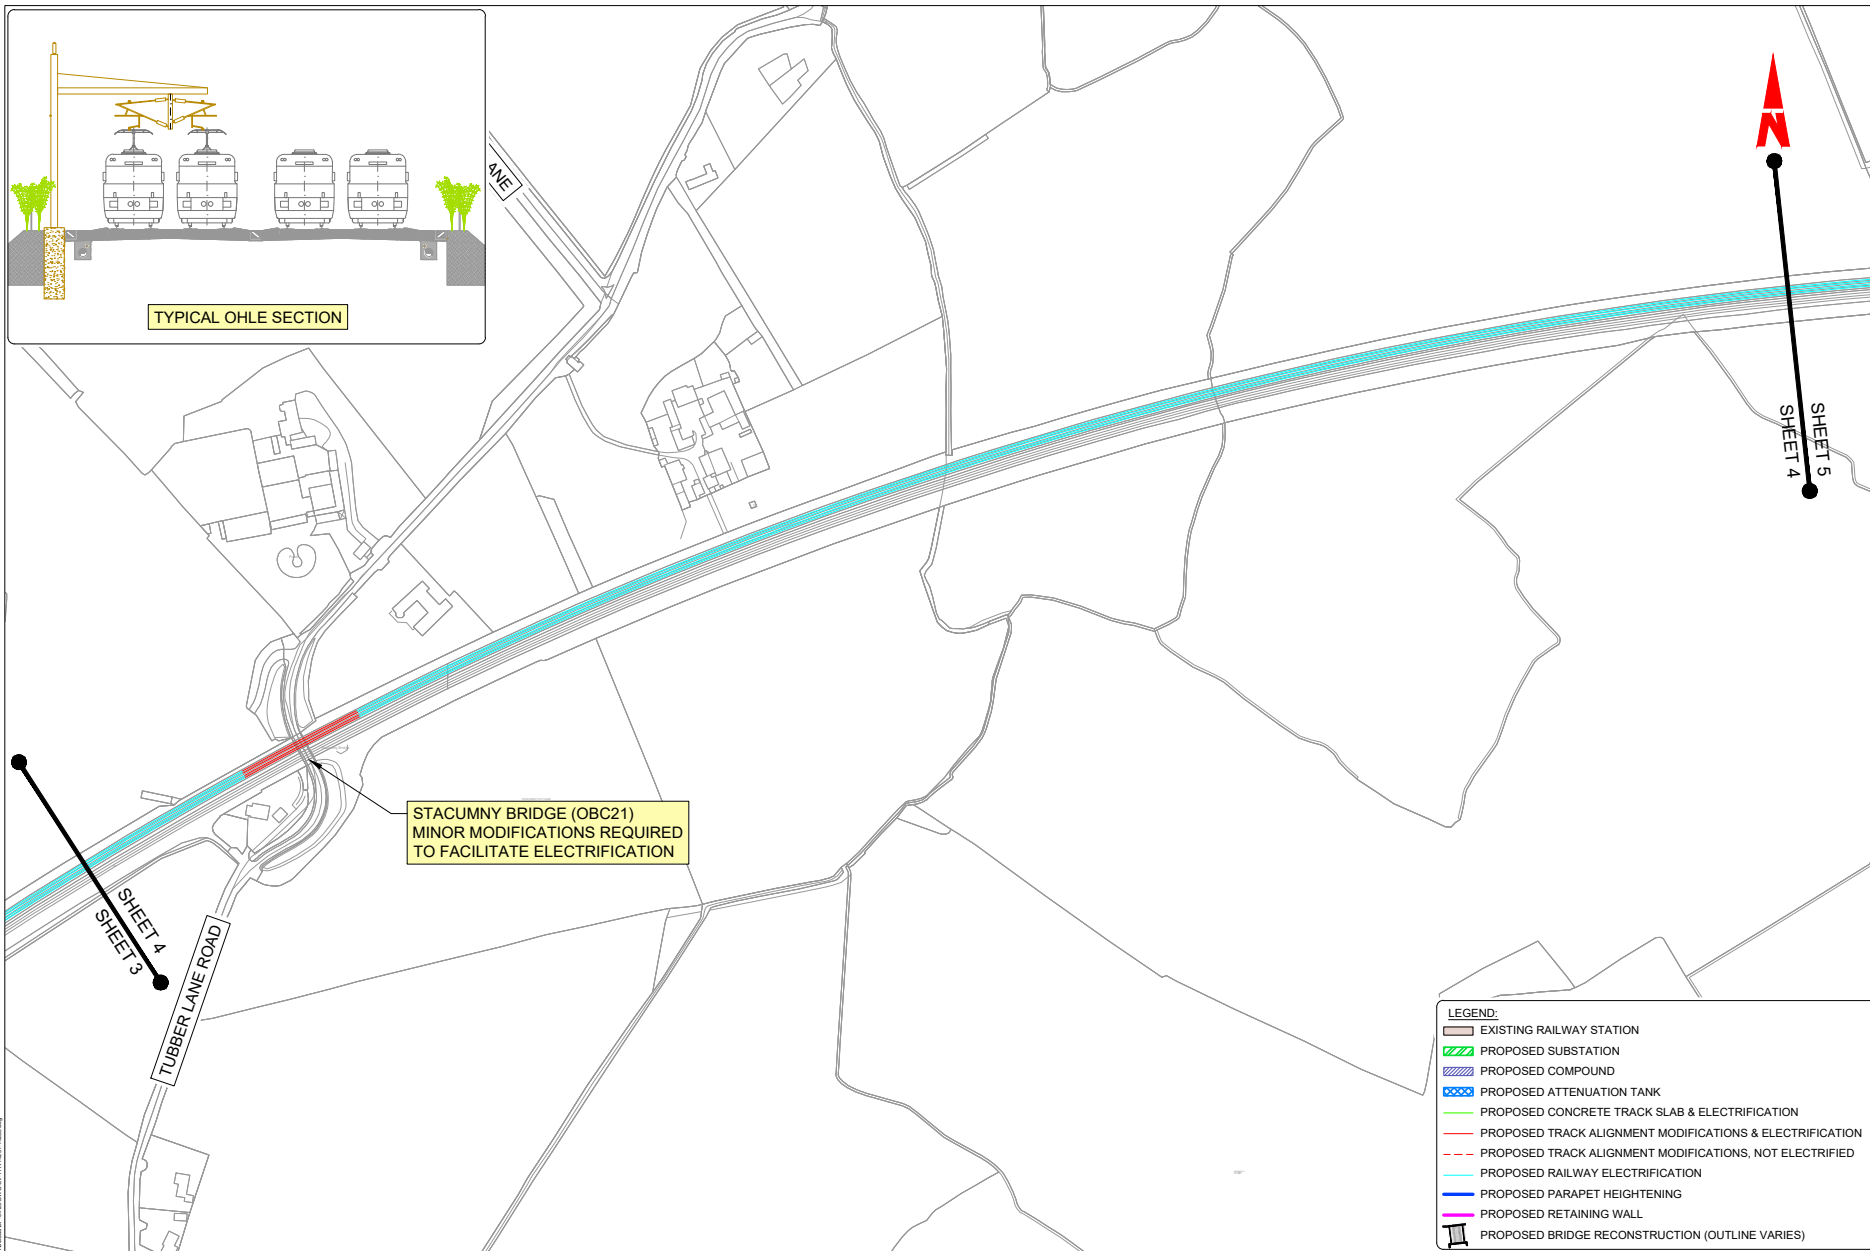 TYPICAL OHLE SECTION
ANE
N
SHEET 5
SHEET 4
STACUMNY BRIDGE (OBC21)
MINOR MODIFICATIONS REQUIRED
TO FACILITATE ELECTRIFICATION
SHEET 4
SHEET 3
TUBBER LANE ROAD
LEGEND:
EXISTING RAILWAY STATION
PROPOSED SUBSTATION
PROPOSED COMPOUND
PROPOSED ATTENUATION TANK
PROPOSED CONCRETE TRACK SLAB & ELECTRIFICATION
PROPOSED TRACK ALIGNMENT MODIFICATIONS & ELECTRIFICATION
PROPOSED TRACK ALIGNMENT MODIFICATIONS, NOT ELECTRIFIED
PROPOSED RAILWAY ELECTRIFICATION
PROPOSED PARAPET HEIGHTENING
PROPOSED RETAINING WALL
PROPOSED BRIDGE RECONSTRUCTION (OUTLINE VARIES)